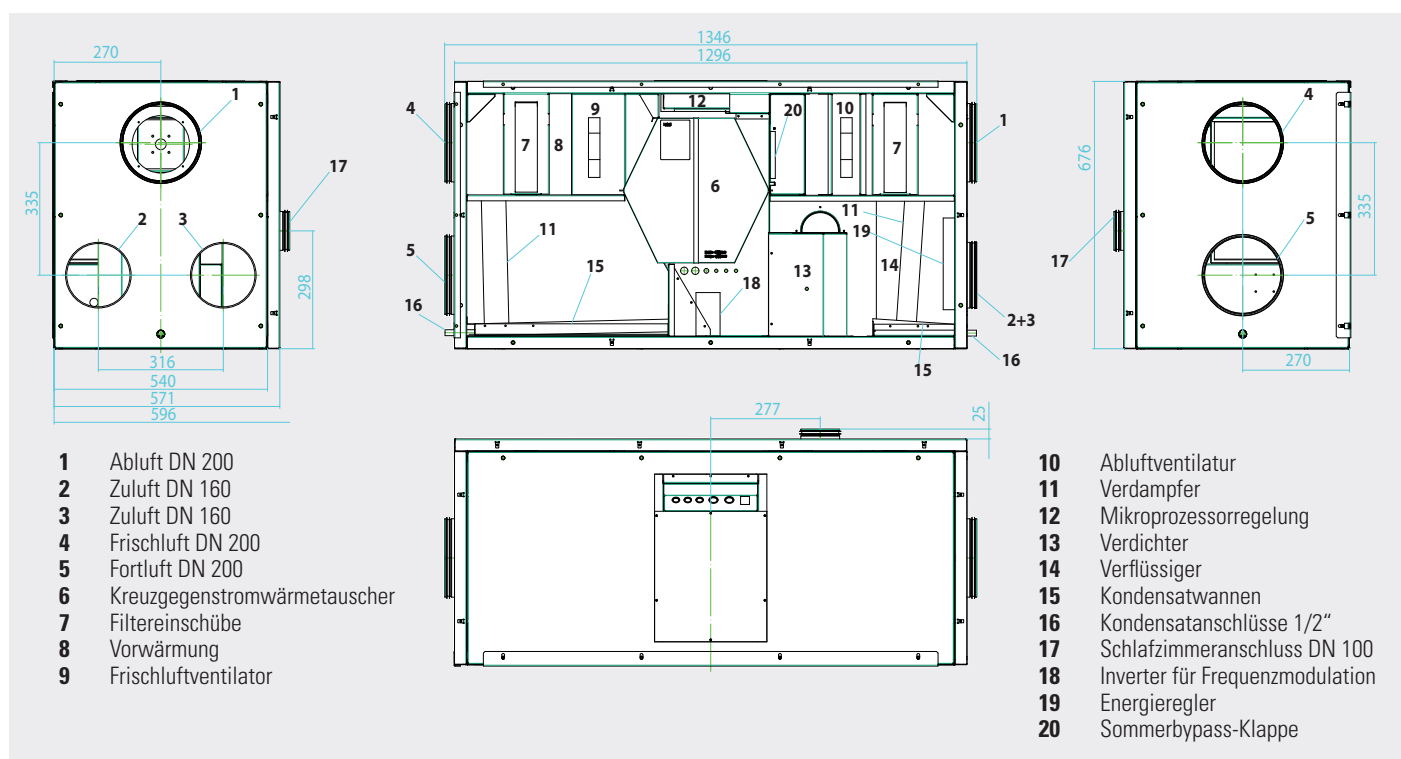 270
1
17
335
2
3
298
316
540
571
596
1346
1296
4
9
12
20
10
1
7
8
7
6
5
11
11
19
15
13
14
18
16
2+3
16
15
4
676
335
5
17
270
277
25
1 Abluft DN 200
2 Zuluft DN 160
3 Zuluft DN 160
4 Frischluft DN 200
5 Fortluft DN 200
6 Kreuzgegenstromwärmetauscher
7 Filtereinschübe
8 Vorwärmung
9 Frischluftventilator
10 Abluftventilatur
11 Verdampfer
12 Mikroprozessorregelung
13 Verdichter
14 Verflüssiger
15 Kondensatwannen
16 Kondensatanschlüsse 1/2“
17 Schlafzimmeranschluss DN 100
18 Inverter für Frequenzmodulation
19 Energieregler
20 Sommerbypass-Klappe